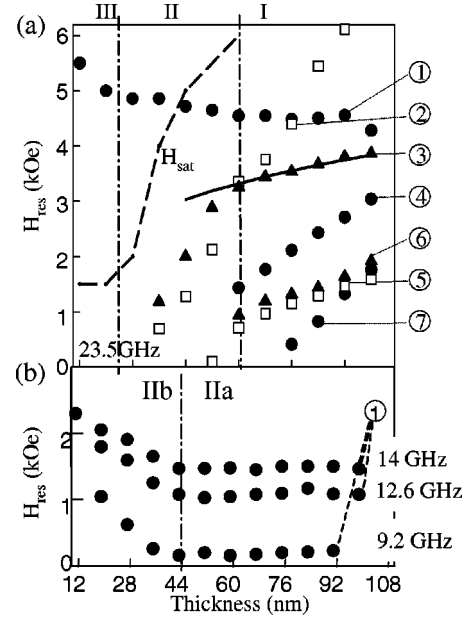 (a)
III
II
I
6
5
4
3
2
1
0
H_res (kOe)
H_sat
23.5GHz
1
2
3
4
6
5
7
(b)
IIb
IIa
2
1
0
H_res (kOe)
1
14 GHz
12.6 GHz
9.2 GHz
12 28 44 60 76 92 108
Thickness (nm)